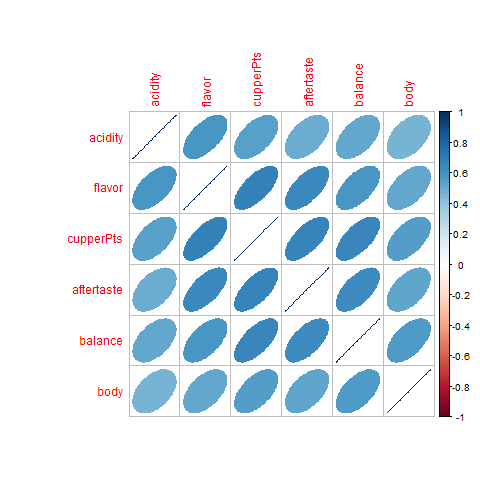 acidity
flavor
cupperPts
aftertaste
balance
body
acidity
flavor
cupperPts
aftertaste
balance
body
1
0.8
0.6
0.4
0.2
0
-0.2
-0.4
-0.6
-0.8
-1